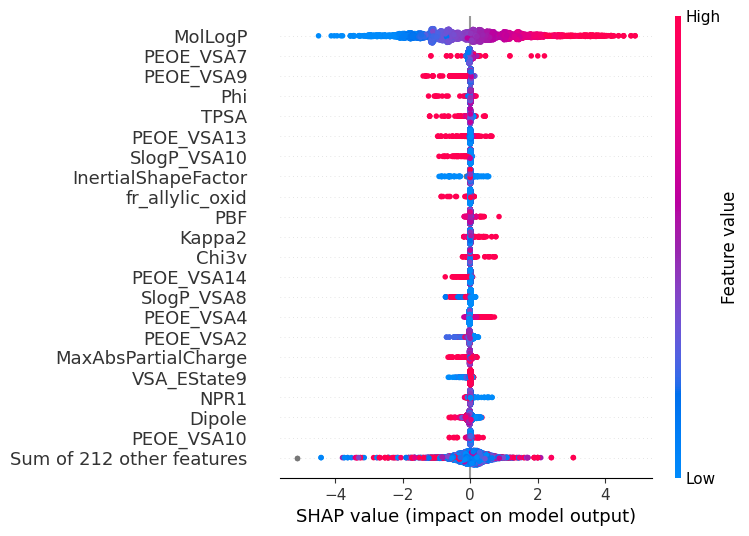 High
MolLogP
PEOE_VSA7
PEOE_VSA9
Phi
TPSA
PEOE_VSA13
SlogP_VSA10
InertialShapeFactor
fr_allylic_oxid
PBF
Kappa2
Chi3v
PEOE_VSA14
SlogP_VSA8
PEOE_VSA4
PEOE_VSA2
MaxAbsPartialCharge
VSA_EState9
NPR1
Dipole
PEOE_VSA10
Sum of 212 other features
Feature value
Low
−4 −2 0 2 4
SHAP value (impact on model output)